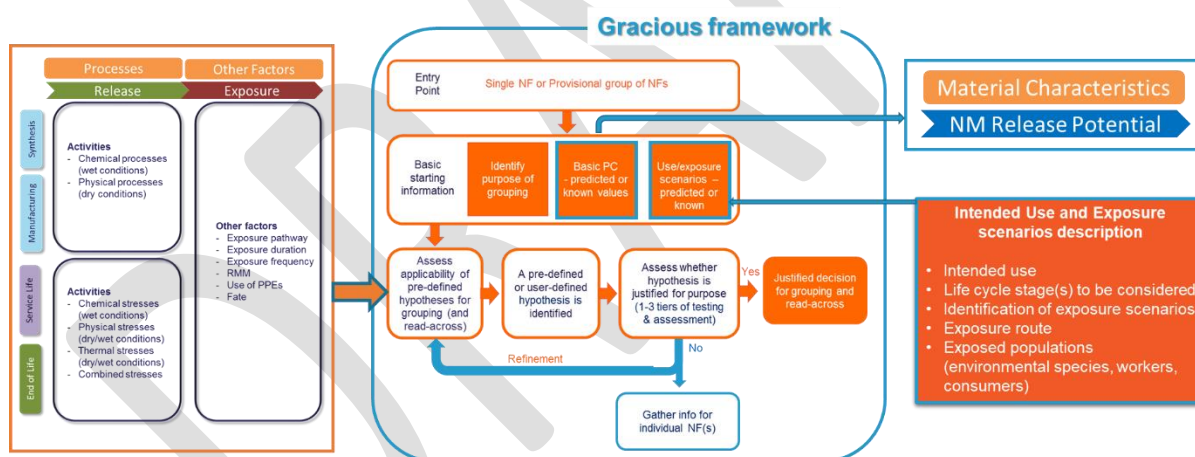 Gracious framework
Processes
Other Factors
Release
Exposure
Synthesis
Manufacturing
Service Life
End of Life
Activities
- Chemical processes
(wet conditions)
- Physical processes
(dry conditions)
Activities
- Chemical stresses
(wet conditions)
- Physical stresses
(dry/wet conditions)
- Thermal stresses
(dry/wet conditions)
- Combined stresses
Other factors
- Exposure pathway
- Exposure duration
- Exposure frequency
- RMM
- Use of PPEs
- Fate
Entry
Point
Single NF or Provisional group of NFs
Basic
starting
information
Identify
purpose of
grouping
Basic PC
- predicted or
known values
Use/exposure
scenarios –
predicted or
known
Assess
applicability of
pre-defined
hypotheses for
grouping (and
read-across)
A pre-defined
or user-defined
hypothesis is
identified
Assess whether
hypothesis is
justified for purpose
(1-3 tiers of testing
& assessment)
Yes
Justified decision
for grouping and
read-across
No
Refinement
Gather info for
individual NF(s)
Material Characteristics
NM Release Potential
Intended Use and Exposure
scenarios description
• Intended use
• Life cycle stage(s) to be considered
• Identification of exposure scenarios
• Exposure route
• Exposed populations
(environmental species, workers,
consumers)